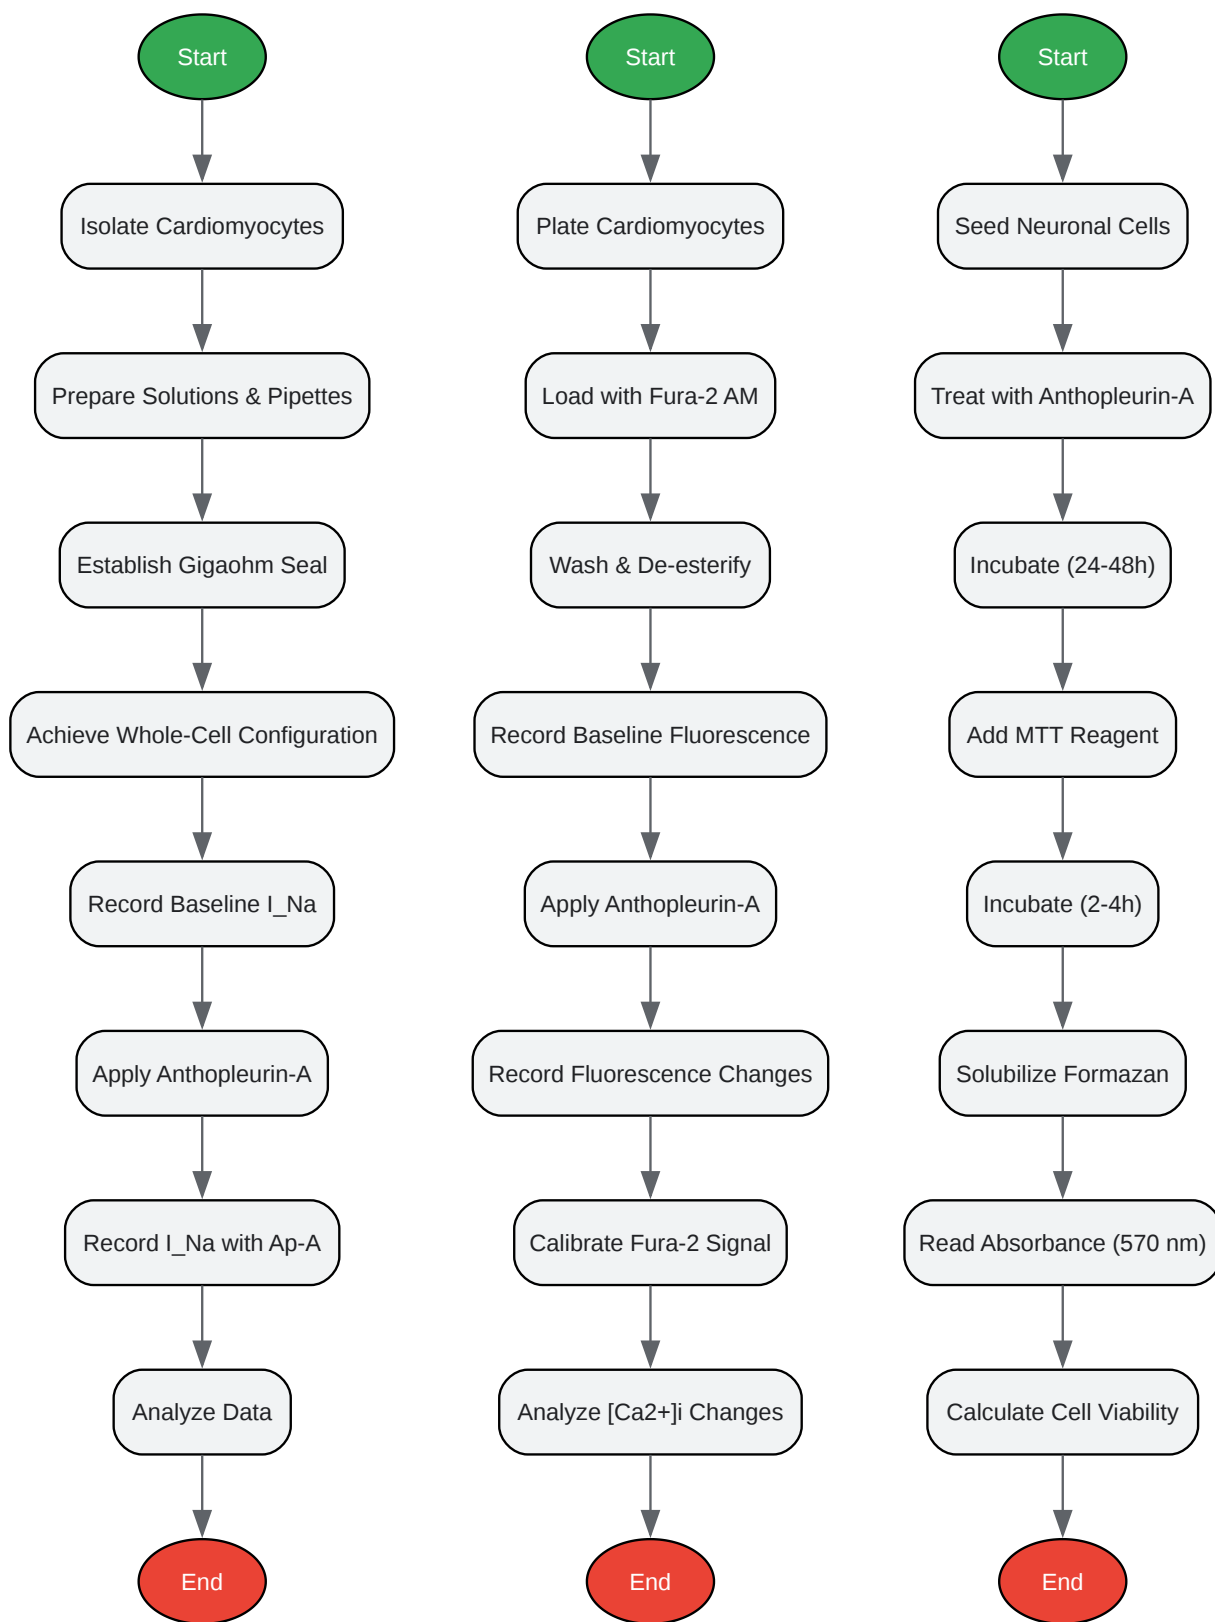 Start
Isolate Cardiomyocytes
Prepare Solutions & Pipettes
Establish Gigaohm Seal
Achieve Whole-Cell Configuration
Record Baseline I_Na
Apply Anthopleurin-A
Record I_Na with Ap-A
Analyze Data
End
Start
Plate Cardiomyocytes
Load with Fura-2 AM
Wash & De-esterify
Record Baseline Fluorescence
Apply Anthopleurin-A
Record Fluorescence Changes
Calibrate Fura-2 Signal
Analyze [Ca2+]i Changes
End
Start
Seed Neuronal Cells
Treat with Anthopleurin-A
Incubate (24-48h)
Add MTT Reagent
Incubate (2-4h)
Solubilize Formazan
Read Absorbance (570 nm)
Calculate Cell Viability
End